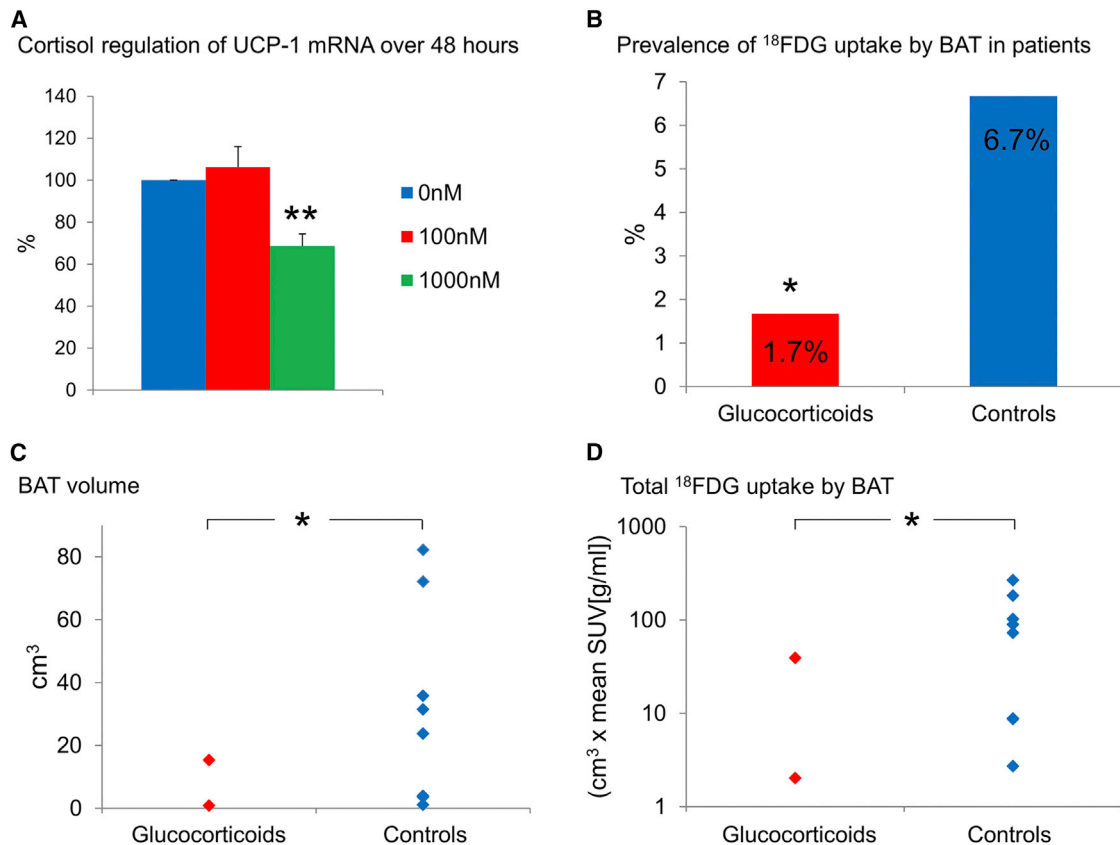 A
Cortisol regulation of UCP-1 mRNA over 48 hours
140
120
100
80
60
40
20
0
%
**
0nM
100nM
1000nM
B
Prevalence of ¹⁸FDG uptake by BAT in patients
7
6
5
4
3
2
1
0
%
*
1.7%
6.7%
Glucocorticoids
Controls
C
BAT volume
*
80
60
40
20
0
cm³
Glucocorticoids
Controls
D
Total ¹⁸FDG uptake by BAT
*
1000
100
10
1
(cm³ x mean SUV[g/ml])
Glucocorticoids
Controls